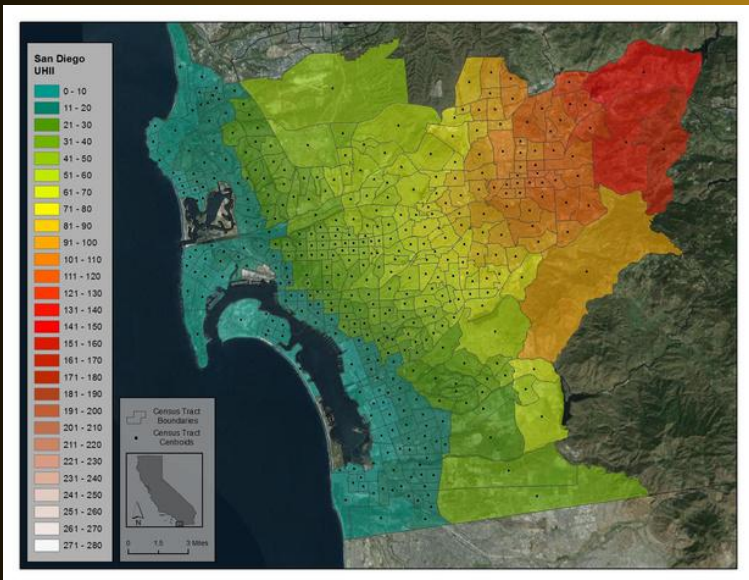 San Diego
UHII
0 - 10
11 - 20
21 - 30
31 - 40
41 - 50
51 - 60
61 - 70
71 - 80
81 - 90
91 - 100
101 - 110
111 - 120
121 - 130
131 - 140
141 - 150
151 - 160
161 - 170
171 - 180
181 - 190
191 - 200
201 - 210
211 - 220
221 - 230
231 - 240
241 - 250
251 - 260
261 - 270
271 - 280
Census Tract
Boundaries
Census Tract
Centroids
N
0 1.5 3 Miles